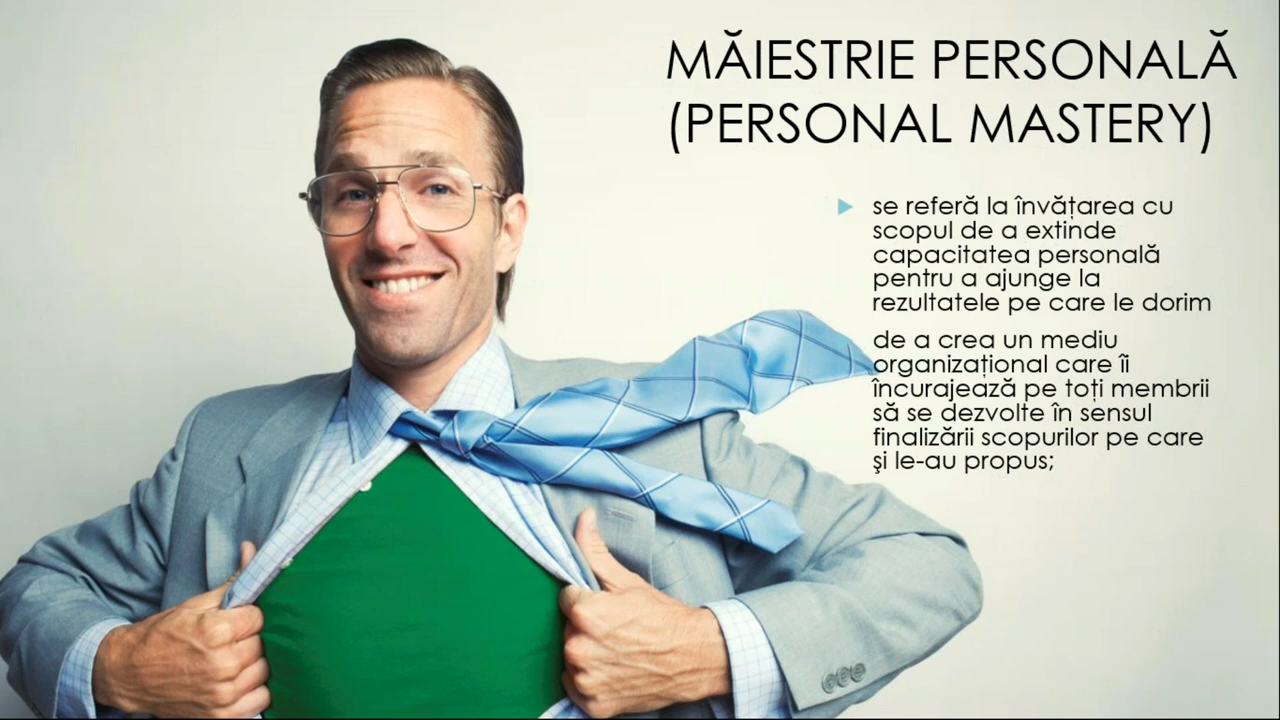 MĂIESTRIE PERSONALĂ
(PERSONAL MASTERY)
se referă la învățarea cu
scopul de a extinde
capacitatea personală
pentru a ajunge la
rezultatele pe care le dorim
de a crea un mediu
organizațional care îi
încurajează pe toți membrii
să se dezvolte în sensul
finalizării scopurilor pe care
şi le-au propus;